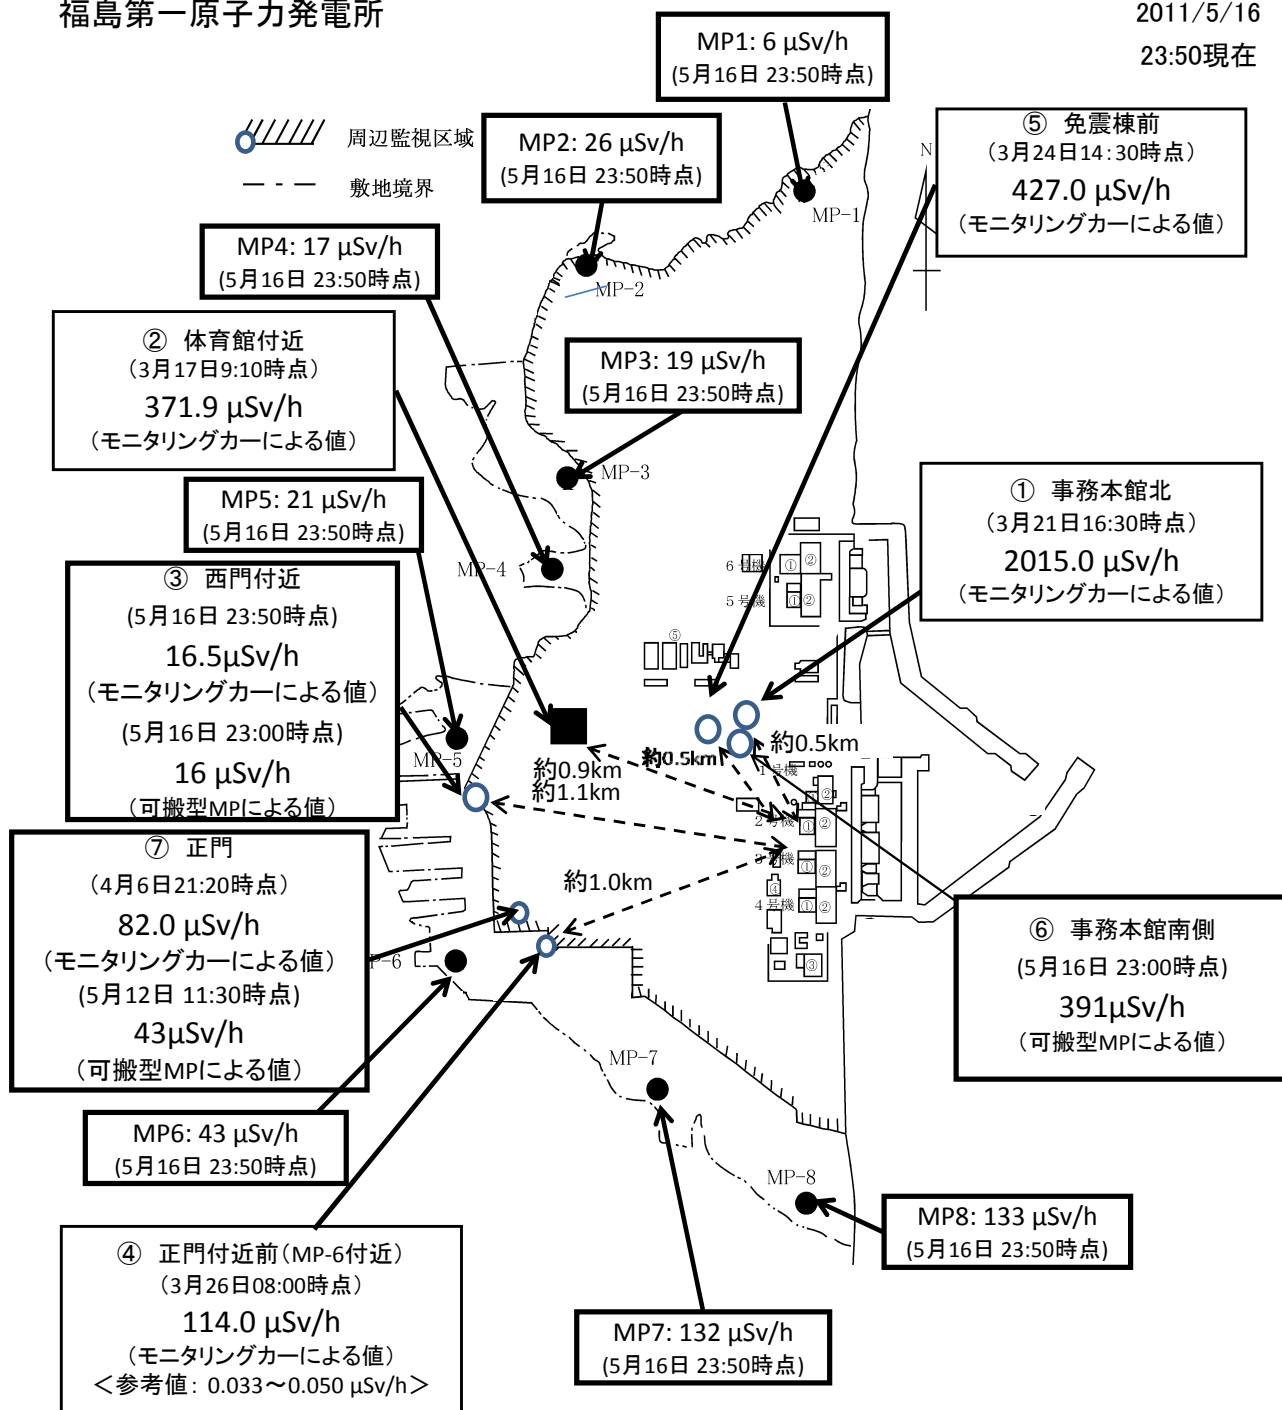 福島第一原子力発電所
2011/5/16
23:50現在
周辺監視区域
敷地境界
MP1: 6 µSv/h
(5月16日 23:50時点)
MP2: 26 µSv/h
(5月16日 23:50時点)
⑤ 免震棟前
(3月24日14:30時点)
427.0 µSv/h
(モニタリングカーによる値)
N
MP-1
MP4: 17 µSv/h
(5月16日 23:50時点)
MP-2
② 体育館付近
(3月17日9:10時点)
371.9 µSv/h
(モニタリングカーによる値)
MP3: 19 µSv/h
(5月16日 23:50時点)
MP-3
MP5: 21 µSv/h
(5月16日 23:50時点)
① 事務本館北
(3月21日16:30時点)
2015.0 µSv/h
(モニタリングカーによる値)
MP-4
③ 西門付近
(5月16日 23:50時点)
16.5µSv/h
(モニタリングカーによる値)
(5月16日 23:00時点)
16 µSv/h
(可搬型MPによる値)
6号機
① ②
5号機
① ②
⑤
MP-5
約0.9km
約1.1km
約0.5km
約0.5km
1号機
②
2号機
① ②
3号機
① ②
④
4号機
① ②
③
⑦ 正門
(4月6日21:20時点)
82.0 µSv/h
(モニタリングカーによる値)
(5月12日 11:30時点)
43µSv/h
(可搬型MPによる値)
約1.0km
P-6
⑥ 事務本館南側
(5月16日 23:00時点)
391µSv/h
(可搬型MPによる値)
MP-7
MP6: 43 µSv/h
(5月16日 23:50時点)
MP-8
MP8: 133 µSv/h
(5月16日 23:50時点)
④ 正門付近前(MP-6付近)
(3月26日08:00時点)
114.0 µSv/h
(モニタリングカーによる値)
<参考値: 0.033～0.050 µSv/h>
MP7: 132 µSv/h
(5月16日 23:50時点)